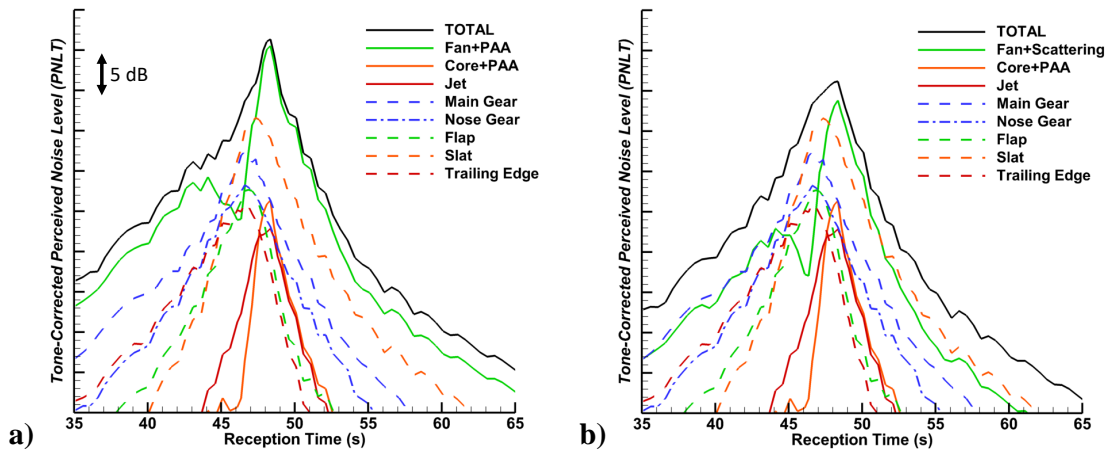 Tone-Corrected Perceived Noise Level (PNLT)
5 dB
TOTAL
Fan+PAA
Core+PAA
Jet
Main Gear
Nose Gear
Flap
Slat
Trailing Edge
35 40 45 50 55 60 65
Reception Time (s)
a)
Tone-Corrected Perceived Noise Level (PNLT)
TOTAL
Fan+Scattering
Core+PAA
Jet
Main Gear
Nose Gear
Flap
Slat
Trailing Edge
35 40 45 50 55 60 65
Reception Time (s)
b)